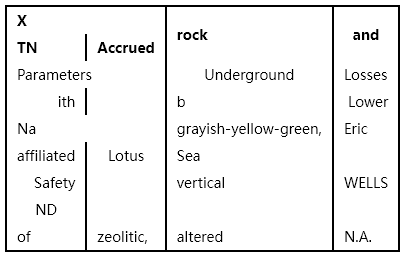 X rock and
TN Accrued
Parameters Underground Losses
ith b Lower
Na grayish-yellow-green, Eric
affiliated Lotus Sea
Safety vertical WELLS
ND
of zeolitic, altered N.A.